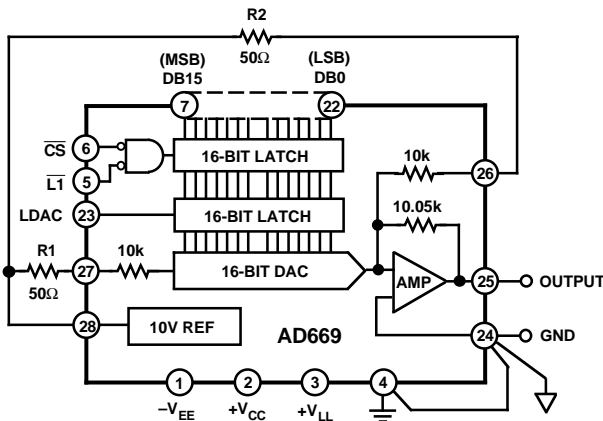 R2
50Ω
(MSB)
DB15
(LSB)
DB0
7
22
CS
6
16-BIT LATCH
10k
26
L1
5
LDAC
23
16-BIT LATCH
10.05k
R1
50Ω
27
10k
16-BIT DAC
AMP
25
OUTPUT
28
10V REF
AD669
24
GND
1
2
3
4
–VEE
+VCC
+VLL